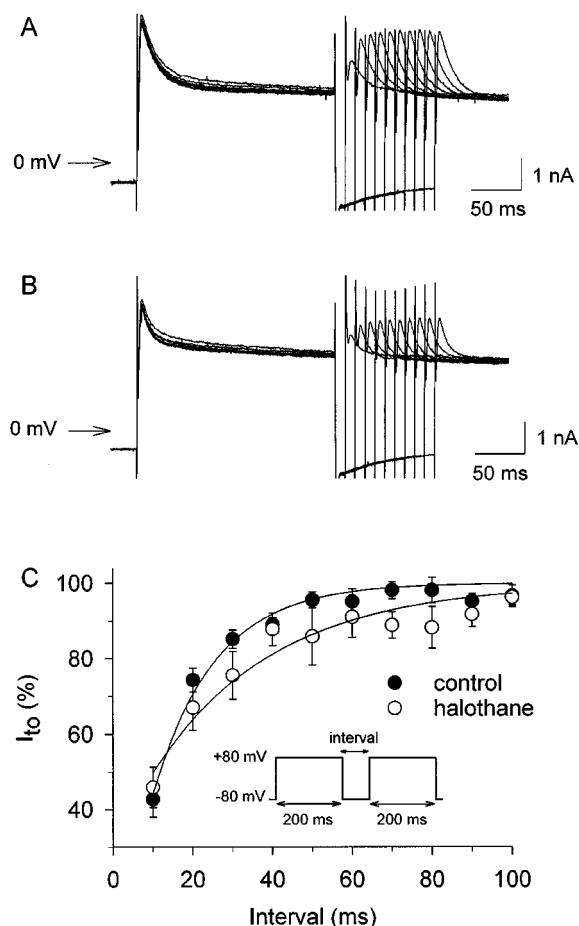 A
0 mV
1 nA
50 ms
B
0 mV
1 nA
50 ms
C
100
80
60
40
Ito (%)
control
halothane
interval
+80 mV
-80 mV
200 ms
200 ms
0
20
40
60
80
100
Interval (ms)